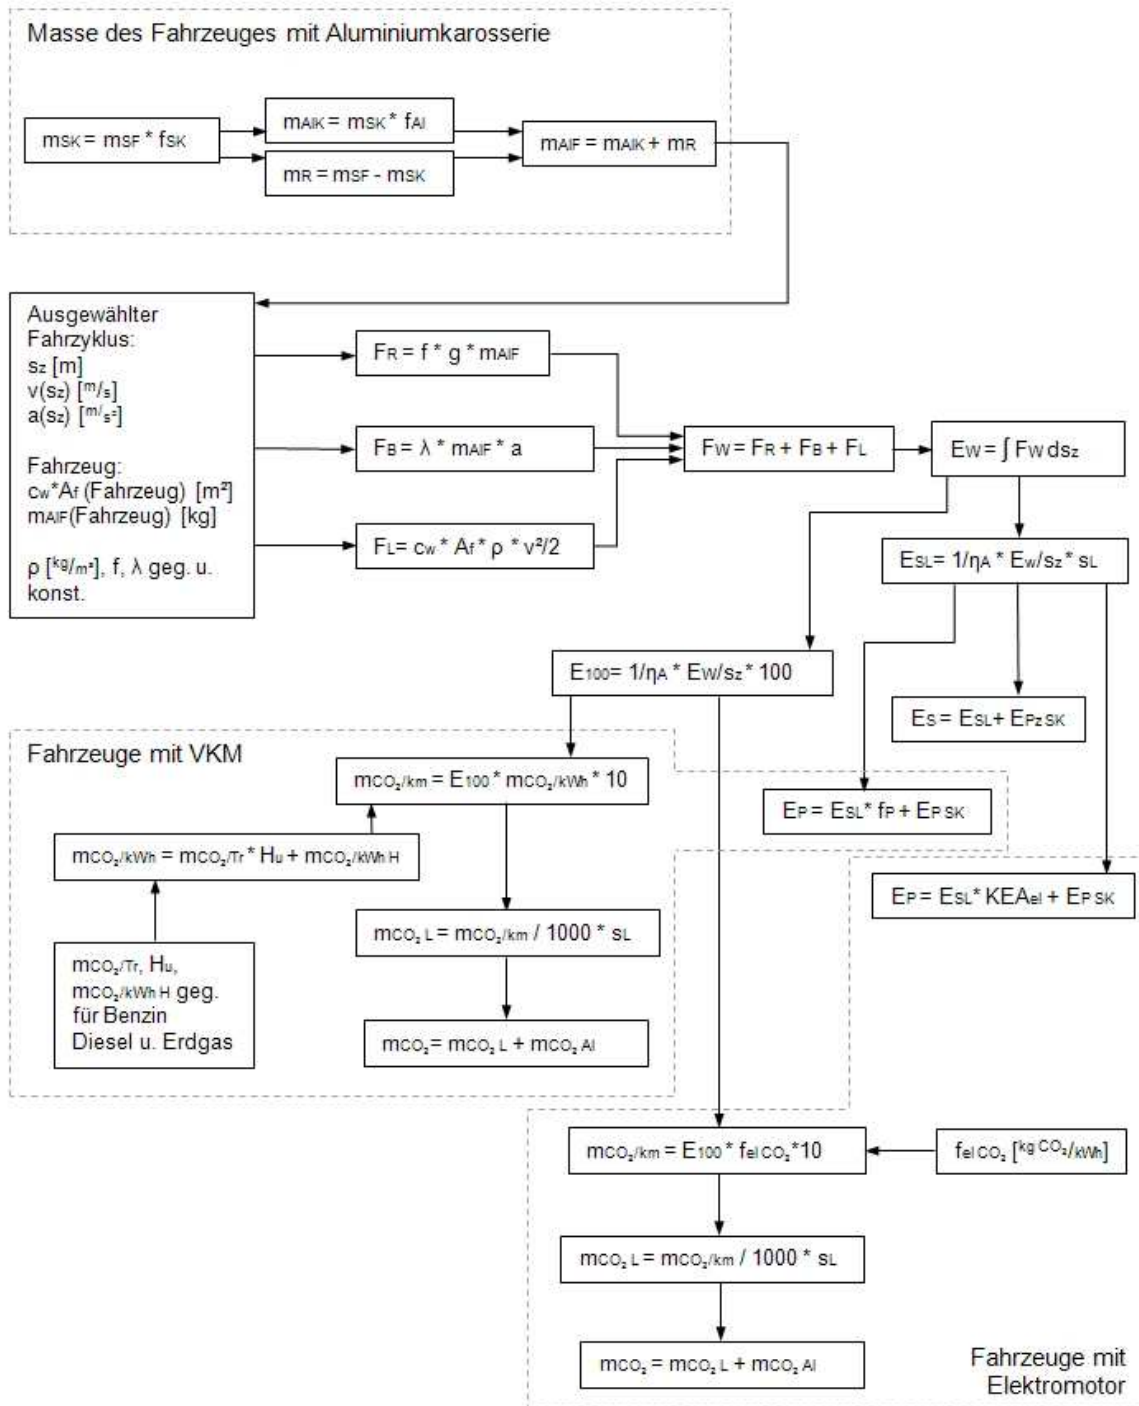 Masse des Fahrzeuges mit Aluminiumkarosserie
mSK = mSF * fSK
mAlK = mSK * fAl
mR = mSF - mSK
mAlF = mAlK + mR
Ausgewählter
Fahrzyklus:
sz [m]
v(sz) [m/s]
a(sz) [m/s²]
Fahrzeug:
cw*Af (Fahrzeug) [m²]
mAlF(Fahrzeug) [kg]
ρ [kg/m³], f, λ geg. u.
konst.
FR = f * g * mAlF
FB = λ * mAlF * a
FL= cw * Af * ρ * v²/2
FW = FR + FB + FL
EW = ∫ FW dsz
ESL= 1/ηA * Ew/sz * sL
E100= 1/ηA * EW/sz * 100
ES = ESL+ EPz SK
EP = ESL* fP + EP SK
EP = ESL* KEAel + EP SK
Fahrzeuge mit VKM
mCO₂/km = E100 * mCO₂/kWh * 10
mCO₂/kWh = mCO₂/Tr * Hu + mCO₂/kWh H
mCO₂/Tr, Hu,
mCO₂/kWh H geg.
für Benzin
Diesel u. Erdgas
mCO₂ L = mCO₂/km / 1000 * sL
mCO₂= mCO₂ L + mCO₂ Al
mCO₂/km = E100 * fel CO₂*10
fel CO₂ [kg CO₂/kWh]
mCO₂ L = mCO₂/km / 1000 * sL
mCO₂ = mCO₂ L + mCO₂ Al
Fahrzeuge mit
Elektromotor